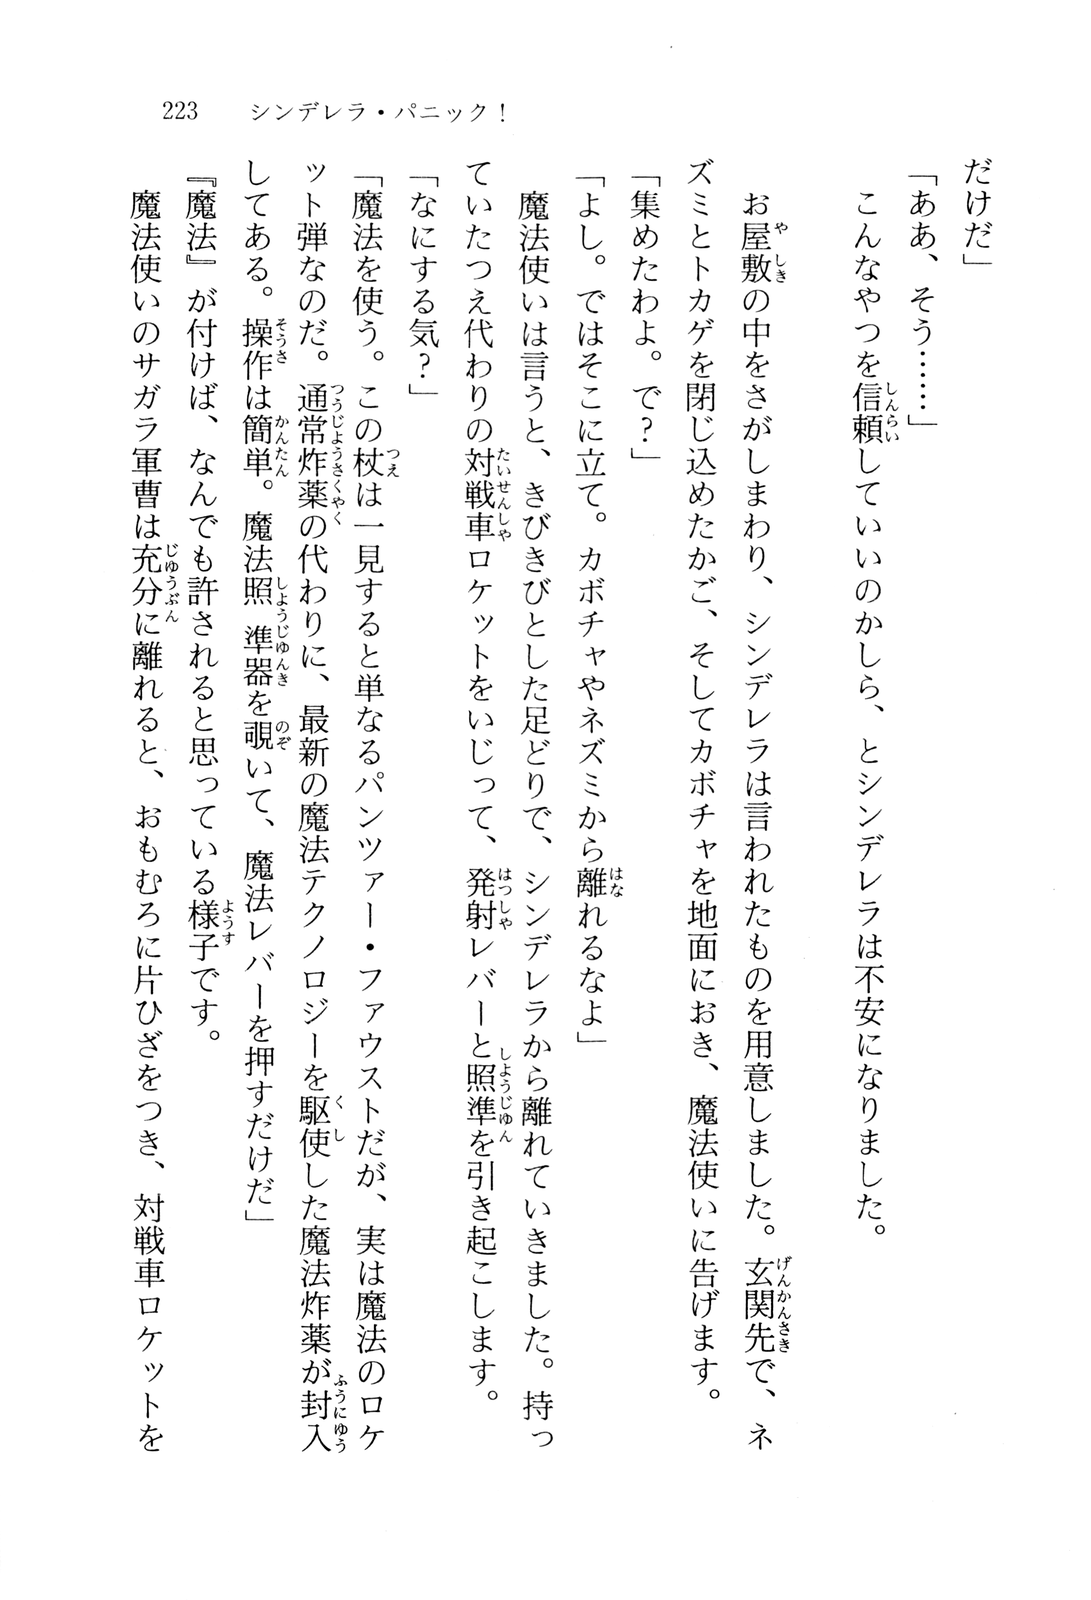 223 シンデレラ・パニック！
だけだ」
「ああ、そう……」
こんなやつを信頼していいのかしら、とシンデレラは不安になりました。
お屋敷の中をさがしまわり、シンデレラは言われたものを用意しました。玄関先で、ネ
ズミとトカゲを閉じ込めたかご、そしてカボチャを地面におき、魔法使いに告げます。
「集めたわよ。で？」
「よし。ではそこに立て。カボチャやネズミから離れるなよ」
魔法使いは言うと、きびきびとした足どりで、シンデレラから離れていきました。持っ
ていたつえ代わりの対戦車ロケットをいじって、発射レバーと照準を引き起こします。
「なにする気？」
「魔法を使う。この杖は一見すると単なるパンツァー・ファウストだが、実は魔法のロケ
ット弾なのだ。通常炸薬の代わりに、最新の魔法テクノロジーを駆使した魔法炸薬が封入
してある。操作は簡単。魔法照準器を覗いて、魔法レバーを押すだけだ」
『魔法』が付けば、なんでも許されると思っている様子です。
魔法使いのサガラ軍曹は充分に離れると、おもむろに片ひざをつき、対戦車ロケットを